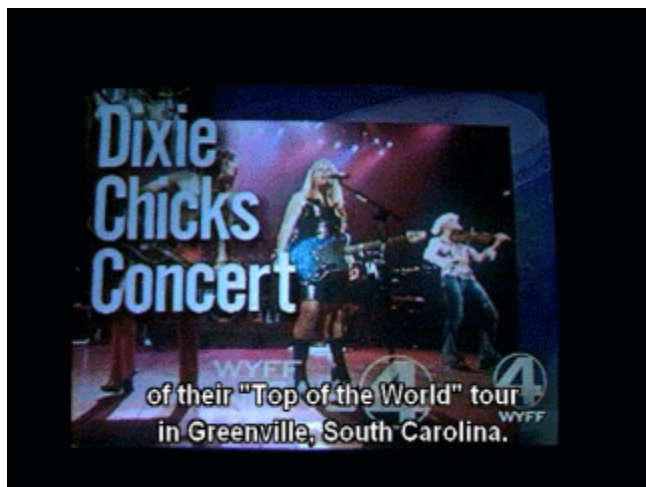 Dixie
Chicks
Concert
WYFF
4
4
WYFF
of their "Top of the World" tour
in Greenville, South Carolina.